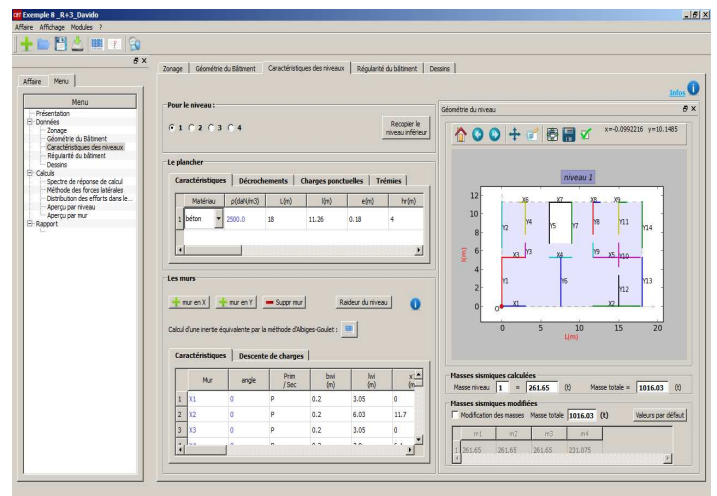 CBT Exemple 8 _R+3_Davido
Affaire Affichage Modules ?
Affaire Menu
Menu
Présentation
Données
Zonage
Géométrie du Bâtiment
Caractéristiques des niveaux
Régularité du bâtiment
Dessins
Calculs
Spectre de réponse de calcul
Méthode des forces latérales
Distribution des efforts dans le...
Aperçu par niveau
Aperçu par mur
Rapport
Zonage Géométrie du Bâtiment Caractéristiques des niveaux Régularité du bâtiment Dessins
Infos
Pour le niveau :
1 2 3 4
Recopier le
niveau inférieur
Le plancher
Caractéristiques Décrochements Charges ponctuelles Trémies
Matériau ρ(daN/m3) L(m) l(m) e(m) hr(m)
1 béton 2500.0 18 11.26 0.18 4
Les murs
mur en X mur en Y Suppr mur Raideur du niveau
Calcul d'une inertie équivalente par la méthode d'Albiges-Goulet :
Caractéristiques Descente de charges
Mur angle Prim / Sec bwi (m) lwi (m) x (m
1 X1 0 P 0.2 3.05 0
2 X2 0 P 0.2 6.03 11.7
3 X3 0 P 0.2 3.05 0
Géométrie du niveau
x=-0.0992216 y=10.1485
niveau 1
12
10
8
6
4
2
0
l(m)
X6 X7 X8 X9
Y2 Y4 Y5 Y7 Y8 Y11 Y14
X3 Y3 X4 Y9 X5 Y10
Y1 Y6 Y12 Y13
O X1 X2
0 5 10 15 20
L(m)
Masses sismiques calculées
Masse niveau 1 = 261.65 (t) Masse totale = 1016.03 (t)
Masses sismiques modifiées
Modification des masses Masse totale 1016.03 (t) Valeurs par défaut
m1 m2 m3 m4
1 261.65 261.65 261.65 231.075